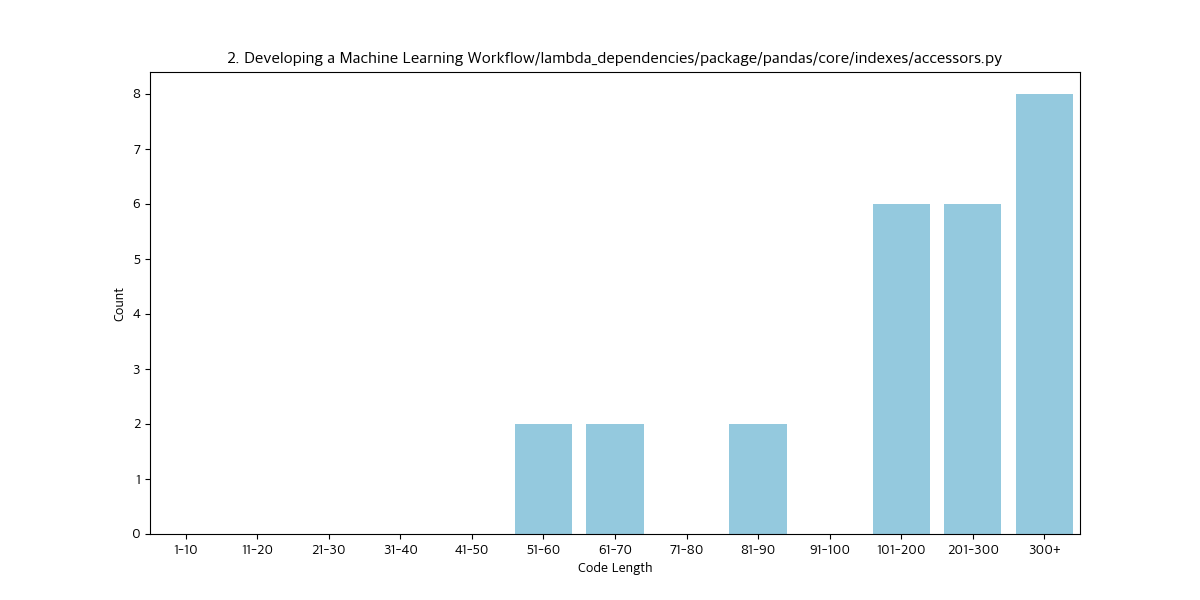 2. Developing a Machine Learning Workflow/lambda_dependencies/package/pandas/core/indexes/accessors.py
8
7
6
5
4
3
2
1
0
Count
1-10 11-20 21-30 31-40 41-50 51-60 61-70 71-80 81-90 91-100 101-200 201-300 300+
Code Length